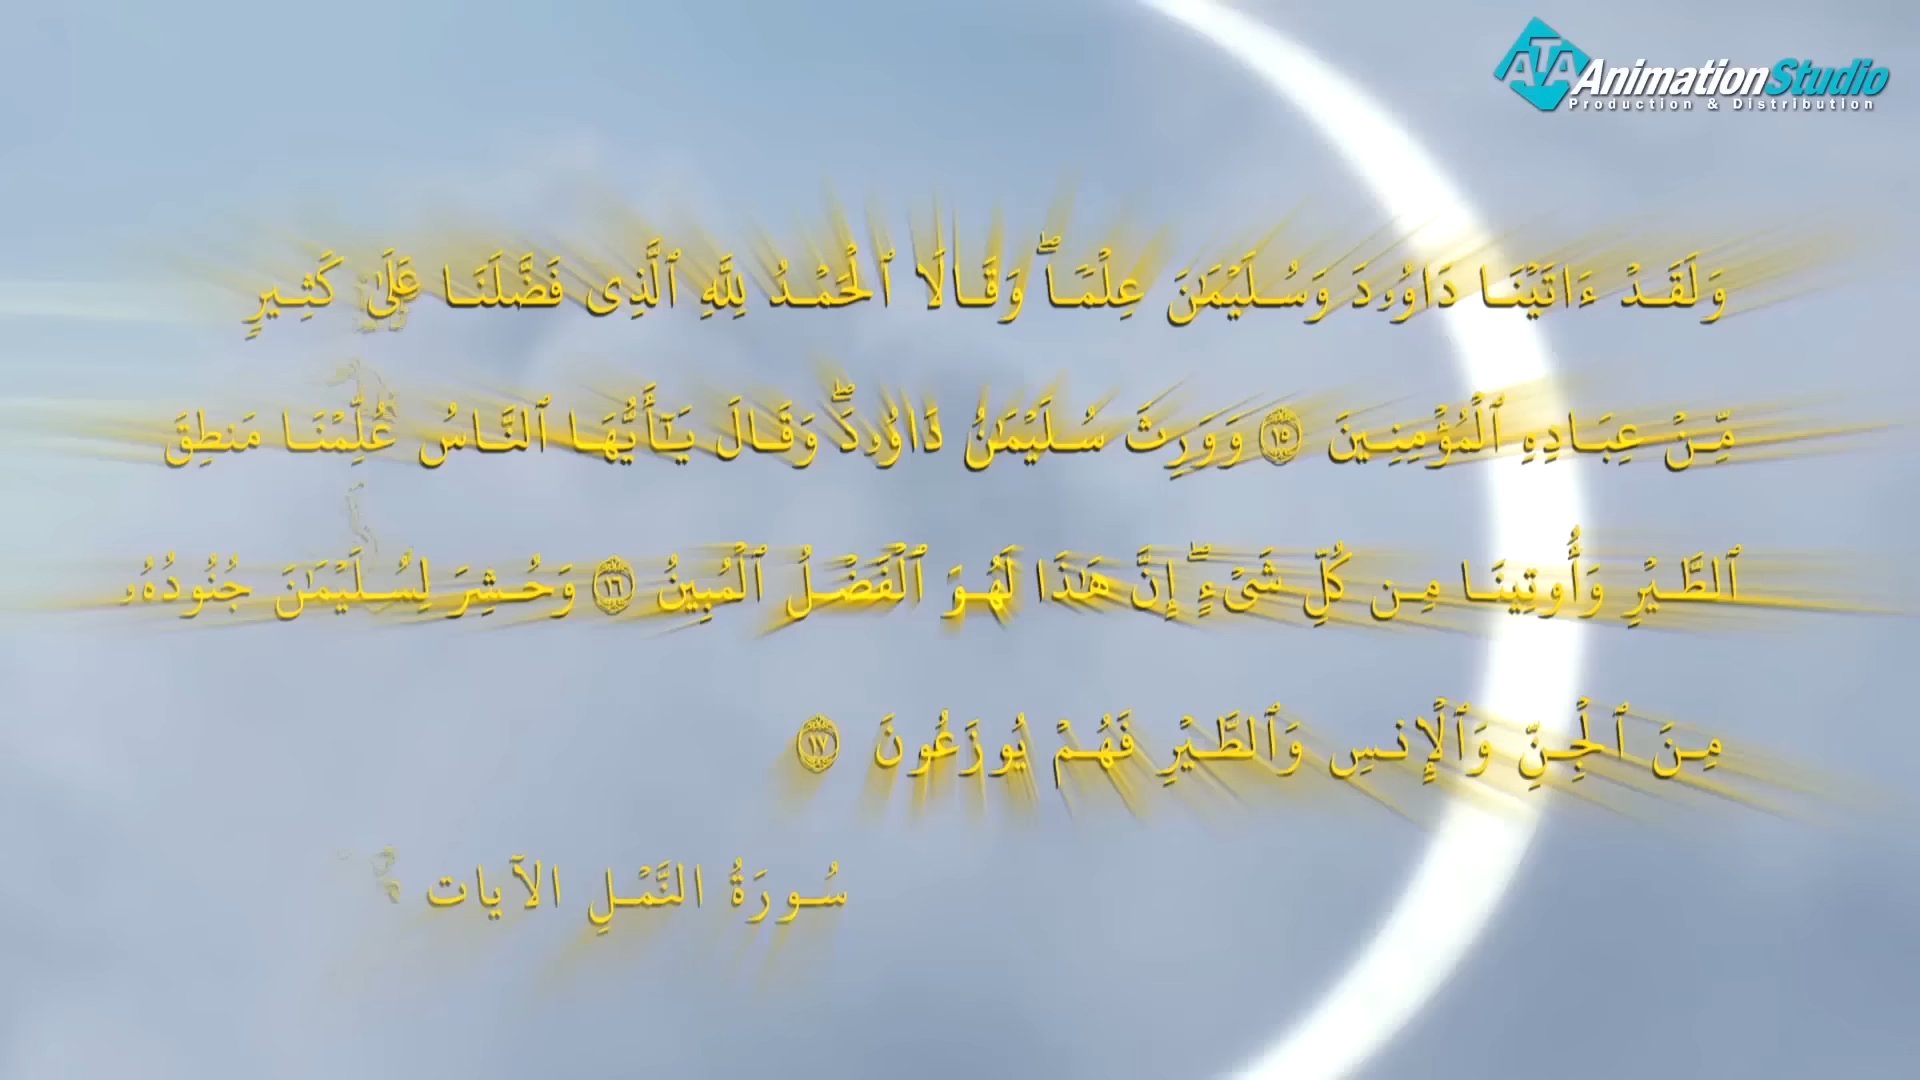 ATA AnimationStudio
Production & Distribution
وَلَقَدْ ءَاتَيْنَا دَاوُۥدَ وَسُلَيْمَٰنَ عِلْمًاۖ وَقَالَا ٱلْحَمْدُ لِلَّهِ ٱلَّذِى فَضَّلَنَا عَلَىٰ كَثِيرٍ
مِّنْ عِبَادِهِ ٱلْمُؤْمِنِينَ ١٥ وَوَرِثَ سُلَيْمَٰنُ دَاوُۥدَۖ وَقَالَ يَٰٓأَيُّهَا ٱلنَّاسُ عُلِّمْنَا مَنطِقَ
ٱلطَّيْرِ وَأُوتِينَا مِن كُلِّ شَىْءٍۖ إِنَّ هَٰذَا لَهُوَ ٱلْفَضْلُ ٱلْمُبِينُ ١٦ وَحُشِرَ لِسُلَيْمَٰنَ جُنُودُهُۥ
مِنَ ٱلْجِنِّ وَٱلْإِنسِ وَٱلطَّيْرِ فَهُمْ يُوزَعُونَ ١٧
سُورَةُ النَّمْلِ الآيات